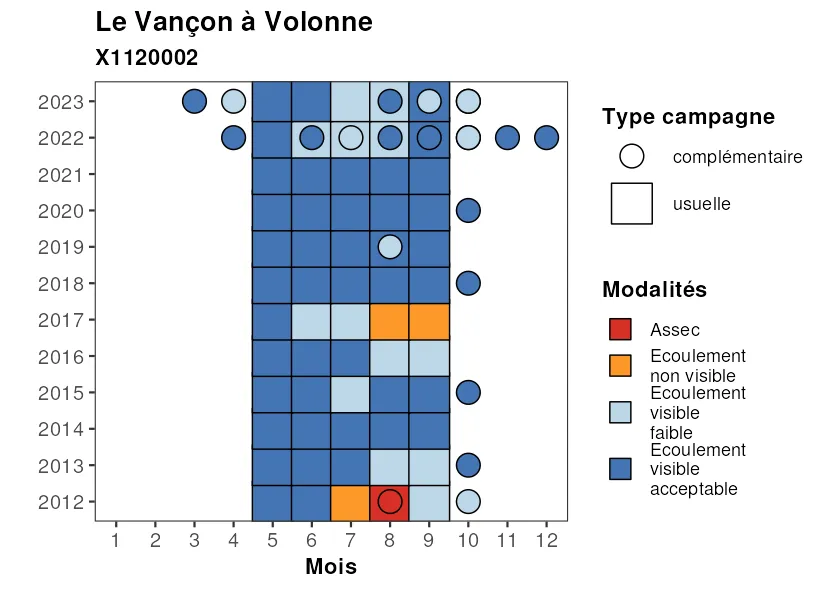 Le Vançon à Volonne
X1120002
2023
2022
2021
2020
2019
2018
2017
2016
2015
2014
2013
2012
1 2 3 4 5 6 7 8 9 10 11 12
Mois
Type campagne
complémentaire
usuelle
Modalités
Assec
Ecoulement
non visible
Ecoulement
visible
faible
Ecoulement
visible
acceptable